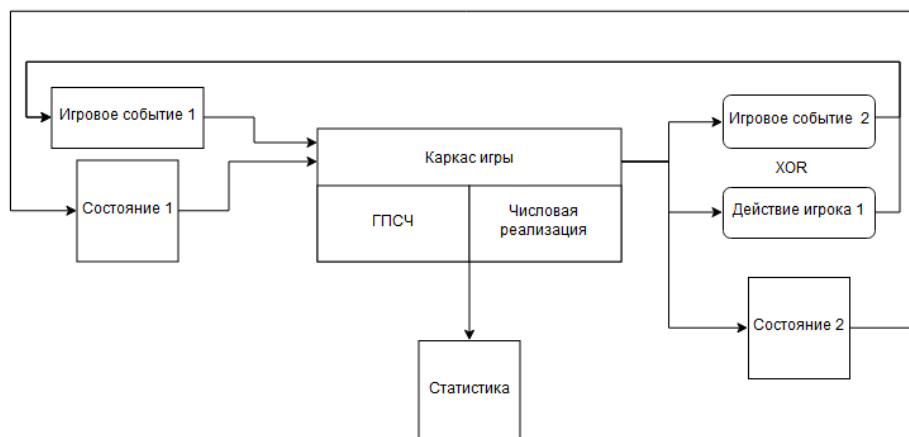 Игровое событие 1
Состояние 1
Каркас игры
ГПСЧ
Числовая
реализация
Статистика
Игровое событие 2
XOR
Действие игрока 1
Состояние 2